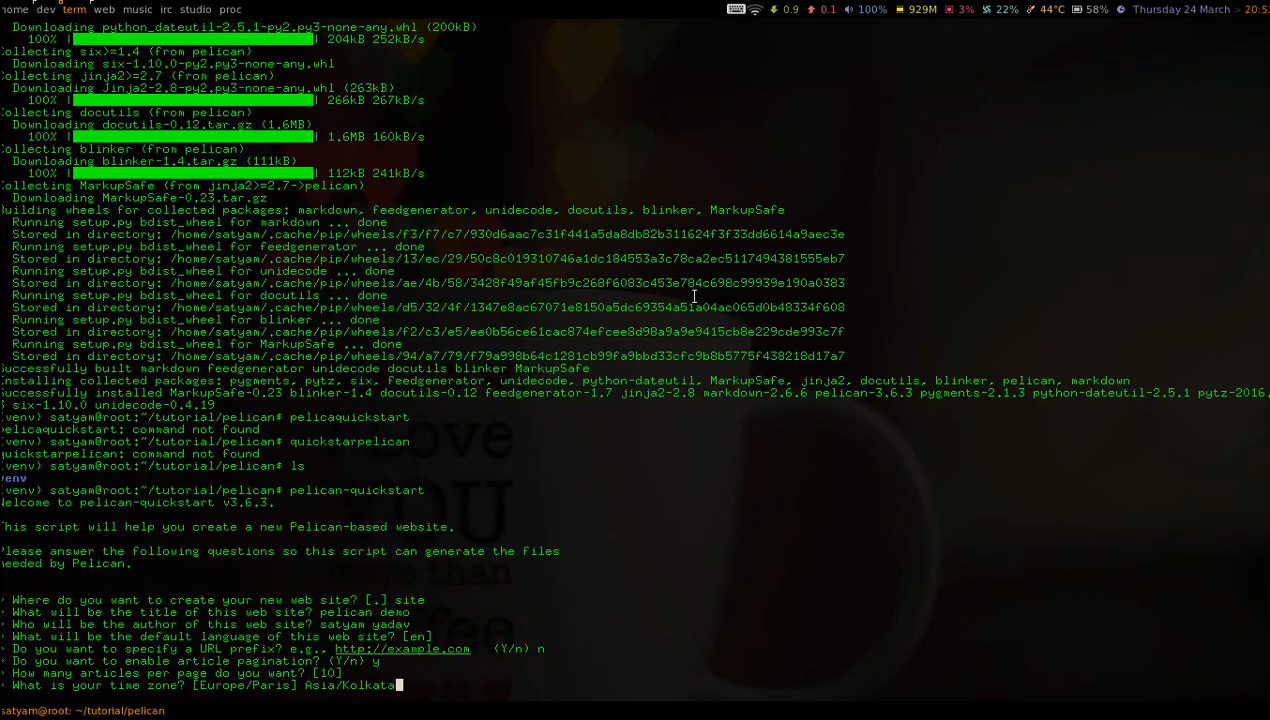 home dev term web music irc studio proc 0.9 0.1 100% 929M 3% 22% 44°C 58% Thursday 24 March > 20:5
Downloading python_dateutil-2.5.1-py2.py3-none-any.whl (200kB)
100% | | 204kB 252kB/s
Collecting six>=1.4 (from pelican)
Downloading six-1.10.0-py2.py3-none-any.whl
Collecting jinja2>=2.7 (from pelican)
Downloading Jinja2-2.8-py2.py3-none-any.whl (263kB)
100% | | 266kB 267kB/s
Collecting docutils (from pelican)
Downloading docutils-0.12.tar.gz (1.6MB)
100% | | 1.6MB 160kB/s
Collecting blinker (from pelican)
Downloading blinker-1.4.tar.gz (111kB)
100% | | 112kB 241kB/s
Collecting MarkupSafe (from jinja2>=2.7->pelican)
Downloading MarkupSafe-0.23.tar.gz
Building wheels for collected packages: markdown, feedgenerator, unidecode, docutils, blinker, MarkupSafe
Running setup.py bdist_wheel for markdown ... done
Stored in directory: /home/satyam/.cache/pip/wheels/f3/f7/c7/930d6aac7c31f441a5da8db82b311624f3f33dd6614a9aec3e
Running setup.py bdist_wheel for feedgenerator ... done
Stored in directory: /home/satyam/.cache/pip/wheels/13/ec/29/50c8c019310746a1dc184553a3c78ca2ec5117494381555eb7
Running setup.py bdist_wheel for unidecode ... done
Stored in directory: /home/satyam/.cache/pip/wheels/ae/4b/58/3428f49af45fb9c268f6083c453e784c698c99939e190a0383
Running setup.py bdist_wheel for docutils ... done
Stored in directory: /home/satyam/.cache/pip/wheels/d5/32/4f/1347e8ac67071e8150a5dc69354a51a04ac065d0b48334f608
Running setup.py bdist_wheel for blinker ... done
Stored in directory: /home/satyam/.cache/pip/wheels/f2/c3/e5/ee0b56ce61cac874efcee8d98a9a9e9415cb8e229cde993c7f
Running setup.py bdist_wheel for MarkupSafe ... done
Stored in directory: /home/satyam/.cache/pip/wheels/94/a7/79/f79a998b64c1281cb99fa9bbd33cfc9b8b5775f438218d17a7
Successfully built markdown feedgenerator unidecode docutils blinker MarkupSafe
Installing collected packages: pygments, pytz, six, feedgenerator, unidecode, python-dateutil, MarkupSafe, jinja2, docutils, blinker, pelican, markdown
Successfully installed MarkupSafe-0.23 blinker-1.4 docutils-0.12 feedgenerator-1.7 jinja2-2.8 markdown-2.6.6 pelican-3.6.3 pygments-2.1.3 python-dateutil-2.5.1 pytz-2016.
3 six-1.10.0 unidecode-0.4.19
(venv) satyam@root:~/tutorial/pelican# pelicaquickstart
pelicaquickstart: command not found
(venv) satyam@root:~/tutorial/pelican# quickstarpelican
quickstarpelican: command not found
(venv) satyam@root:~/tutorial/pelican# ls
venv
(venv) satyam@root:~/tutorial/pelican# pelican-quickstart
Welcome to pelican-quickstart v3.6.3.
This script will help you create a new Pelican-based website.
Please answer the following questions so this script can generate the files
needed by Pelican.
> Where do you want to create your new web site? [.] site
> What will be the title of this web site? pelican demo
> Who will be the author of this web site? satyam yadav
> What will be the default language of this web site? [en]
> Do you want to specify a URL prefix? e.g., http://example.com (Y/n) n
> Do you want to enable article pagination? (Y/n) y
> How many articles per page do you want? [10]
> What is your time zone? [Europe/Paris] Asia/Kolkata
satyam@root: ~/tutorial/pelican
I Love
YOU
more than
coffee